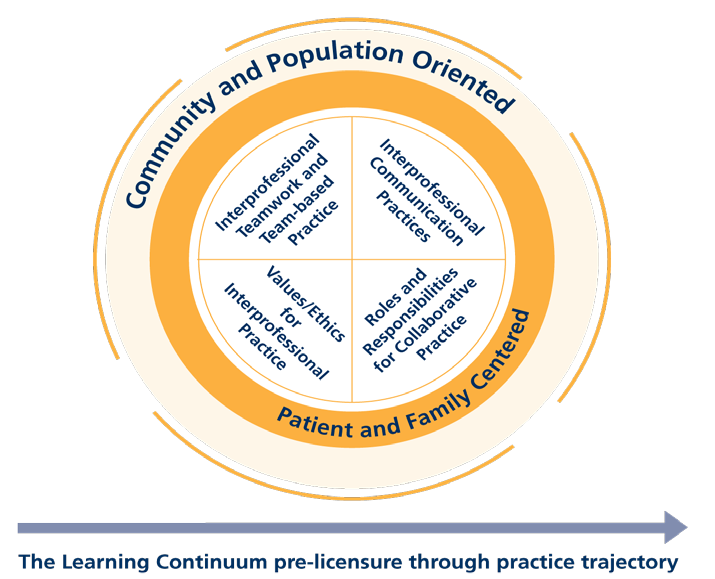 Community and Population Oriented
Interprofessional
Teamwork and
Team-based
Practice
Interprofessional
Communication
Practices
Values/Ethics
for
Interprofessional
Practice
Roles and
Responsibilities
for Collaborative
Practice
Patient and Family Centered
The Learning Continuum pre-licensure through practice trajectory